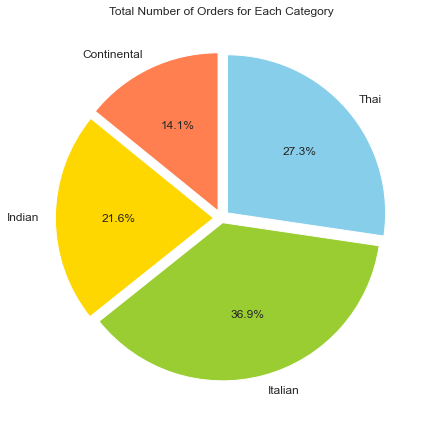 Total Number of Orders for Each Category
Continental
Thai
14.1%
27.3%
Indian
21.6%
36.9%
Italian